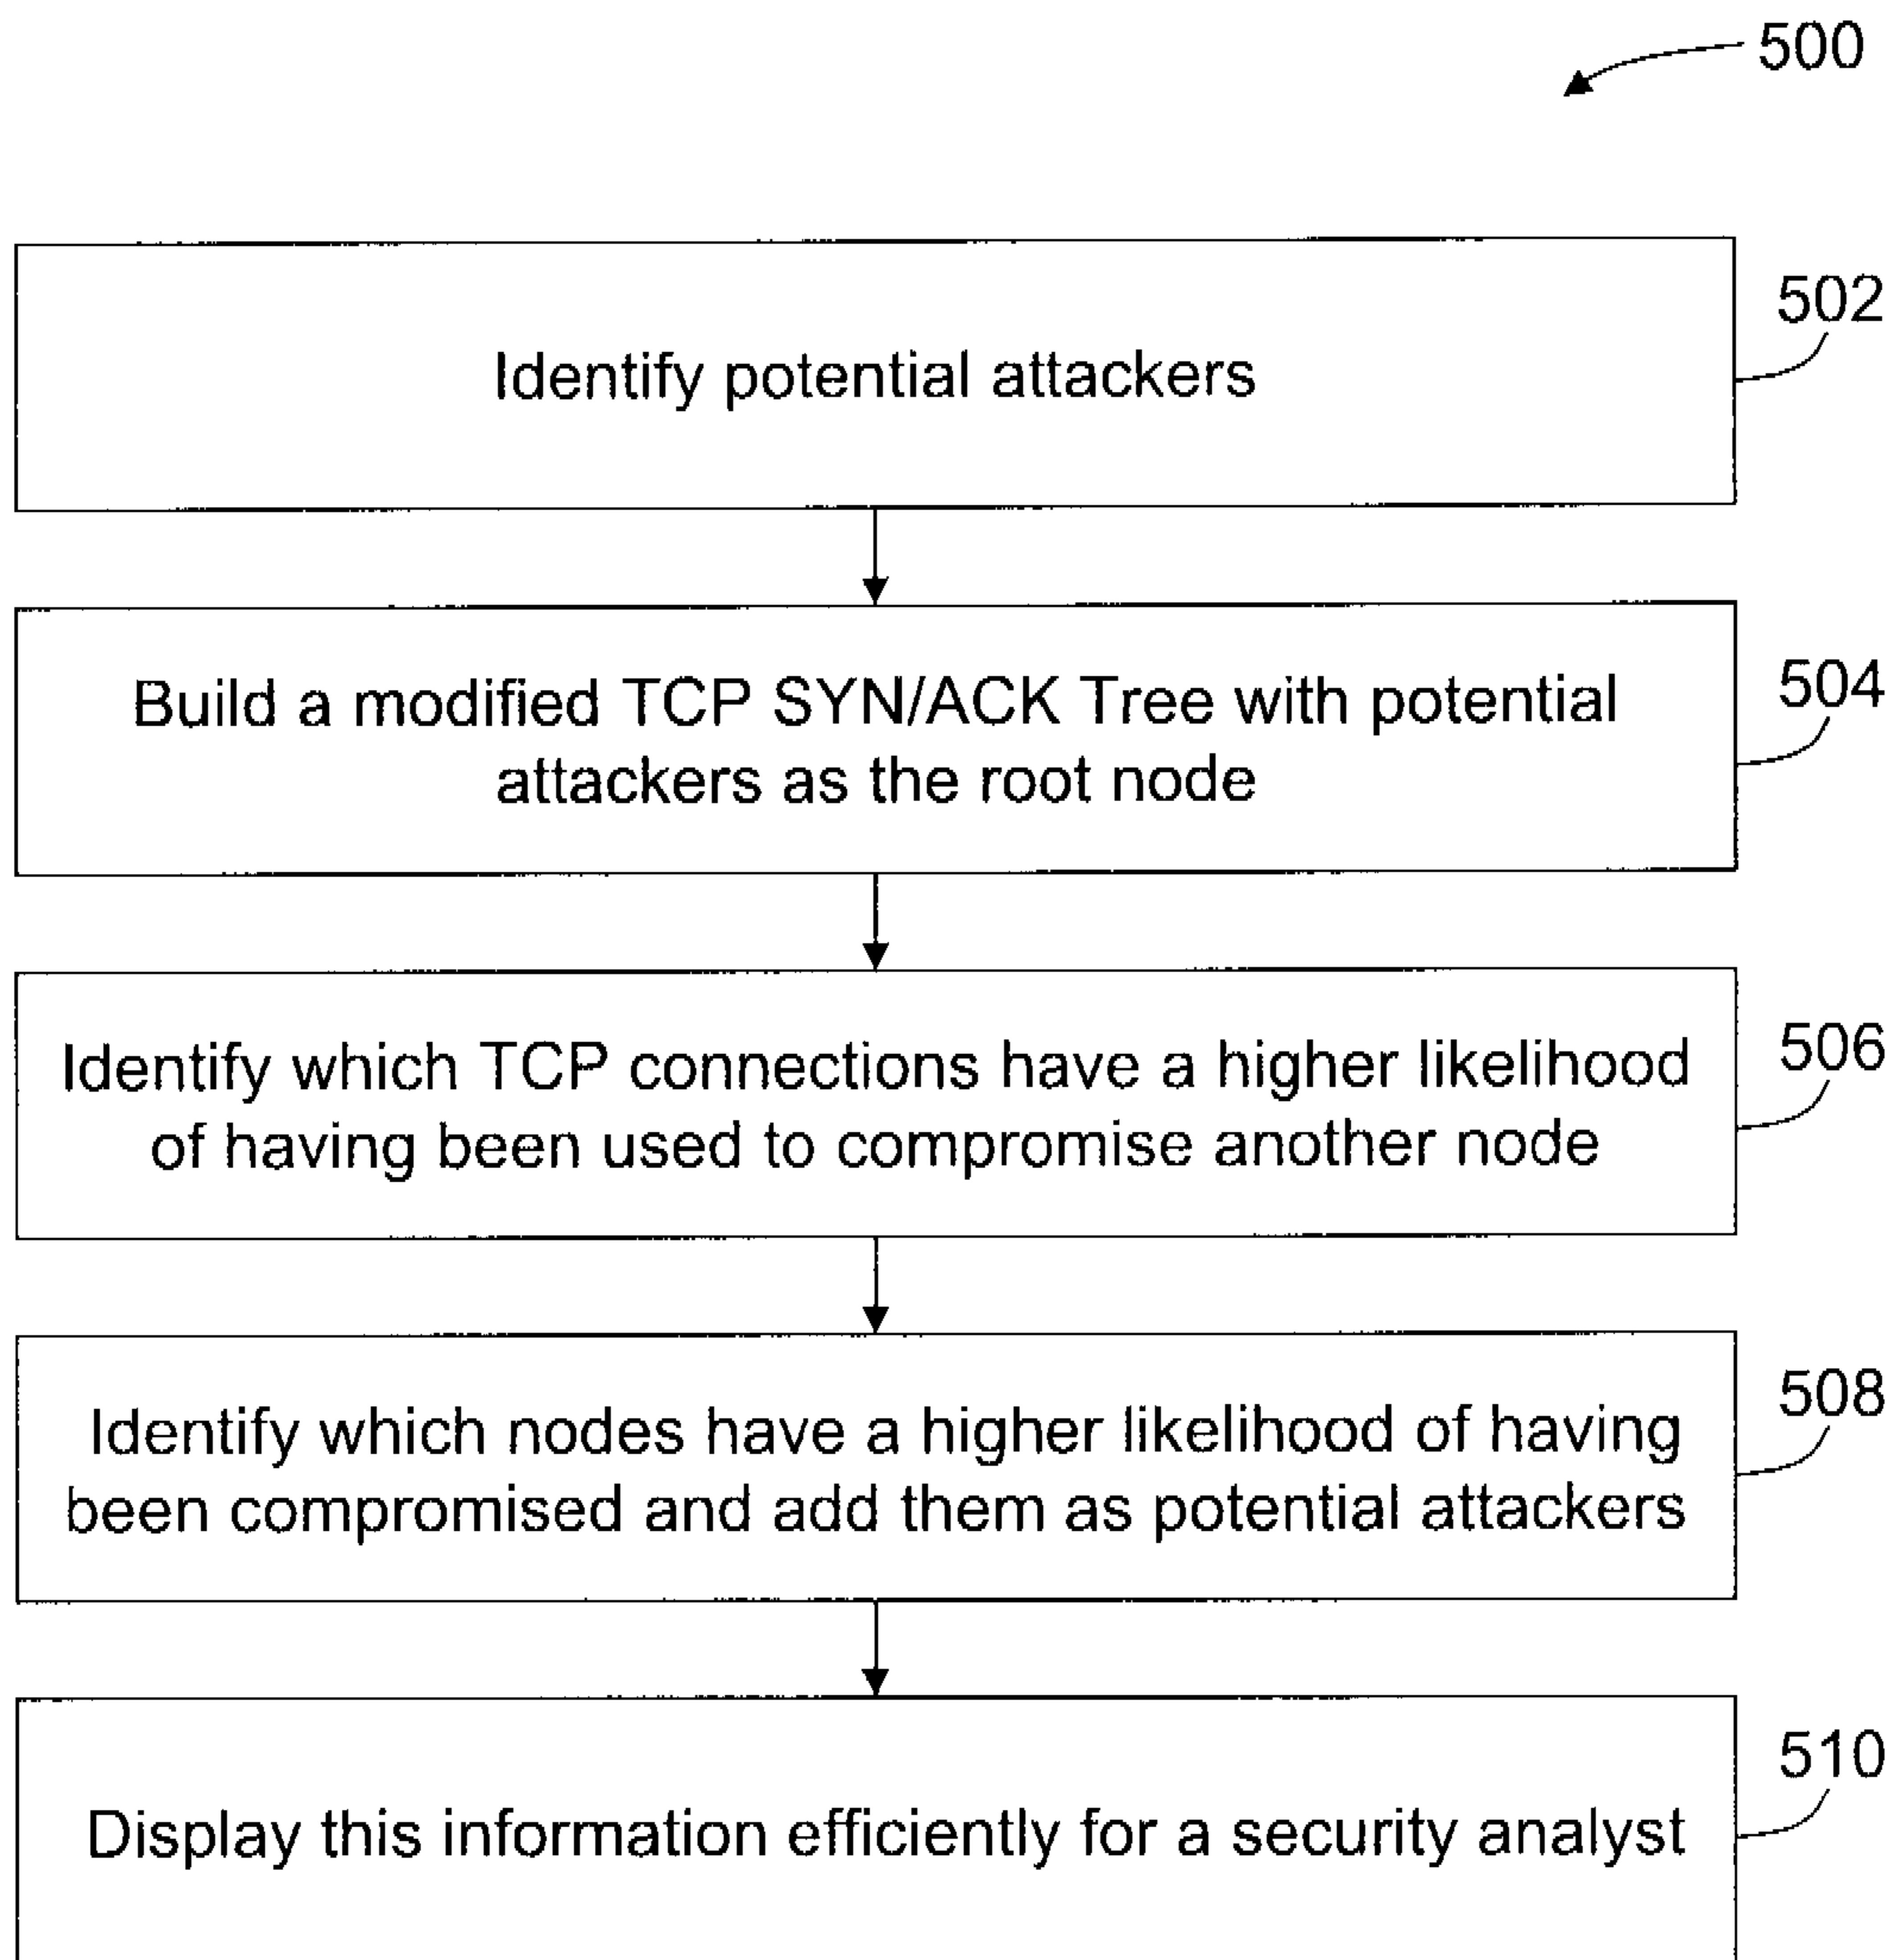 500
502
Identify potential attackers
504
Build a modified TCP SYN/ACK Tree with potential
attackers as the root node
506
Identify which TCP connections have a higher likelihood
of having been used to compromise another node
508
Identify which nodes have a higher likelihood of having
been compromised and add them as potential attackers
510
Display this information efficiently for a security analyst